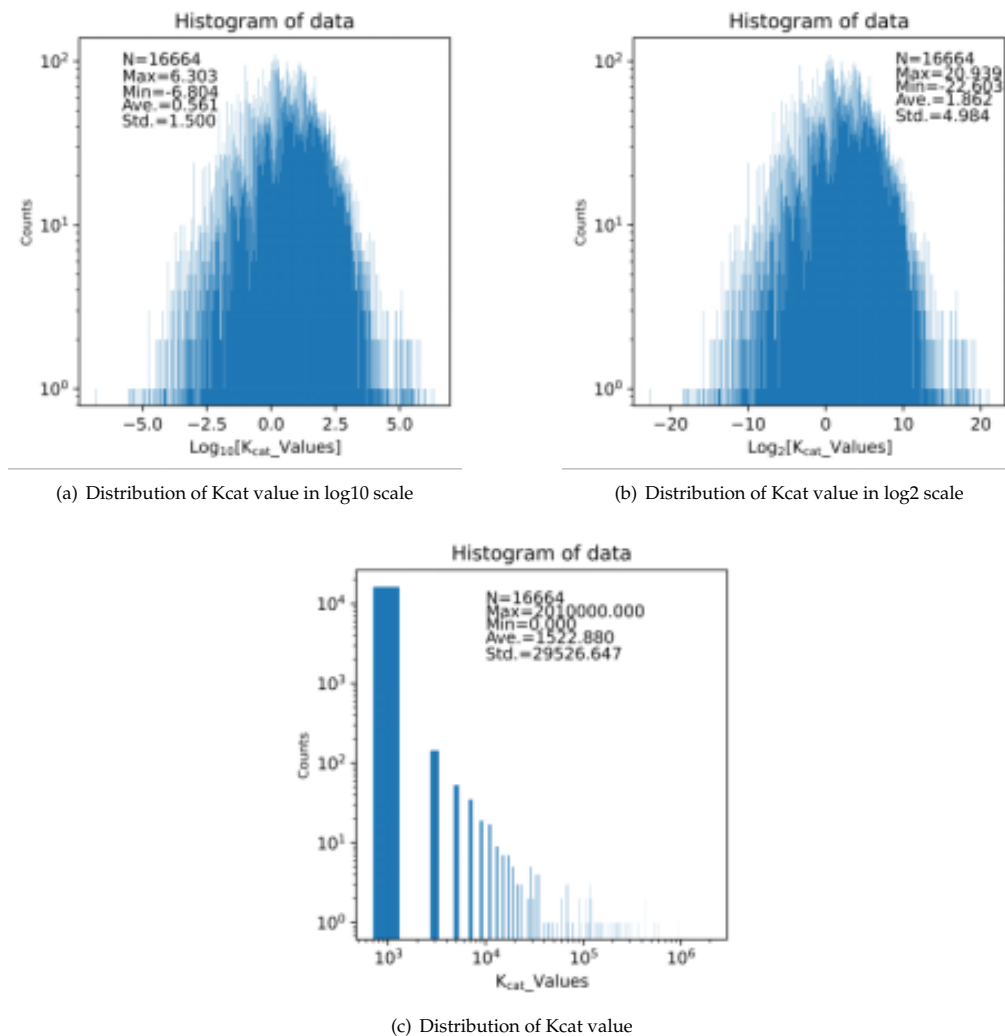 Histogram of data
N=16664
Max=6.303
Min=-6.804
Ave.=0.561
Std.=1.500
Counts
10²
10¹
10⁰
−5.0 −2.5 0.0 2.5 5.0
Log₁₀[K_cat_Values]
(a) Distribution of Kcat value in log10 scale
Histogram of data
N=16664
Max=20.939
Min=-22.603
Ave.=1.862
Std.=4.984
Counts
10²
10¹
10⁰
−20 −10 0 10 20
Log₂[K_cat_Values]
(b) Distribution of Kcat value in log2 scale
Histogram of data
N=16664
Max=2010000.000
Min=0.000
Ave.=1522.880
Std.=29526.647
Counts
10⁴
10³
10²
10¹
10⁰
10³ 10⁴ 10⁵ 10⁶
K_cat_Values
(c) Distribution of Kcat value